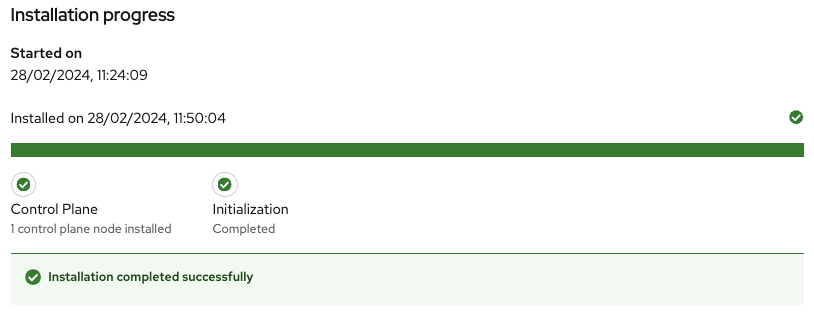 Installation progress
Started on
28/02/2024, 11:24:09
Installed on 28/02/2024, 11:50:04
Control Plane
1 control plane node installed
Initialization
Completed
Installation completed successfully